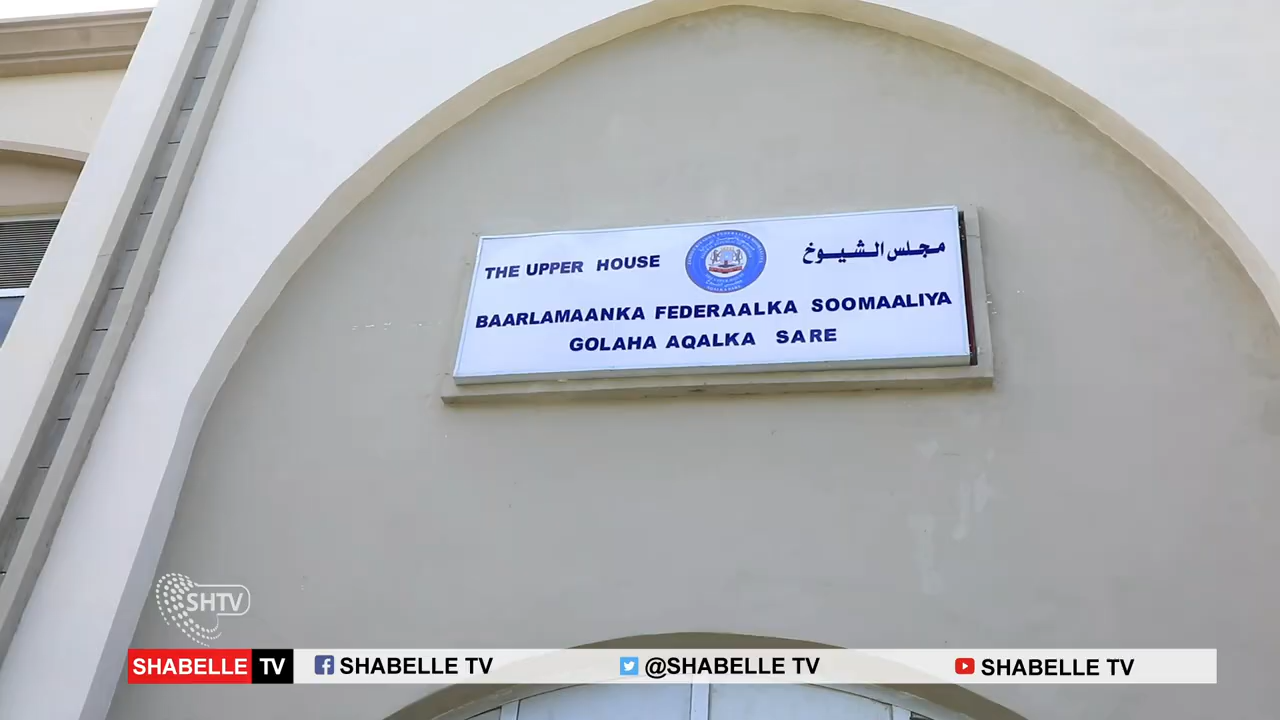 THE UPPER HOUSE
مجلس الشيوخ
BAARLAMAANKA FEDERAALKA SOOMAALIYA
GOLAHA AQALKA SARE
SHTV
SHABELLE TV
SHABELLE TV
@SHABELLE TV
SHABELLE TV